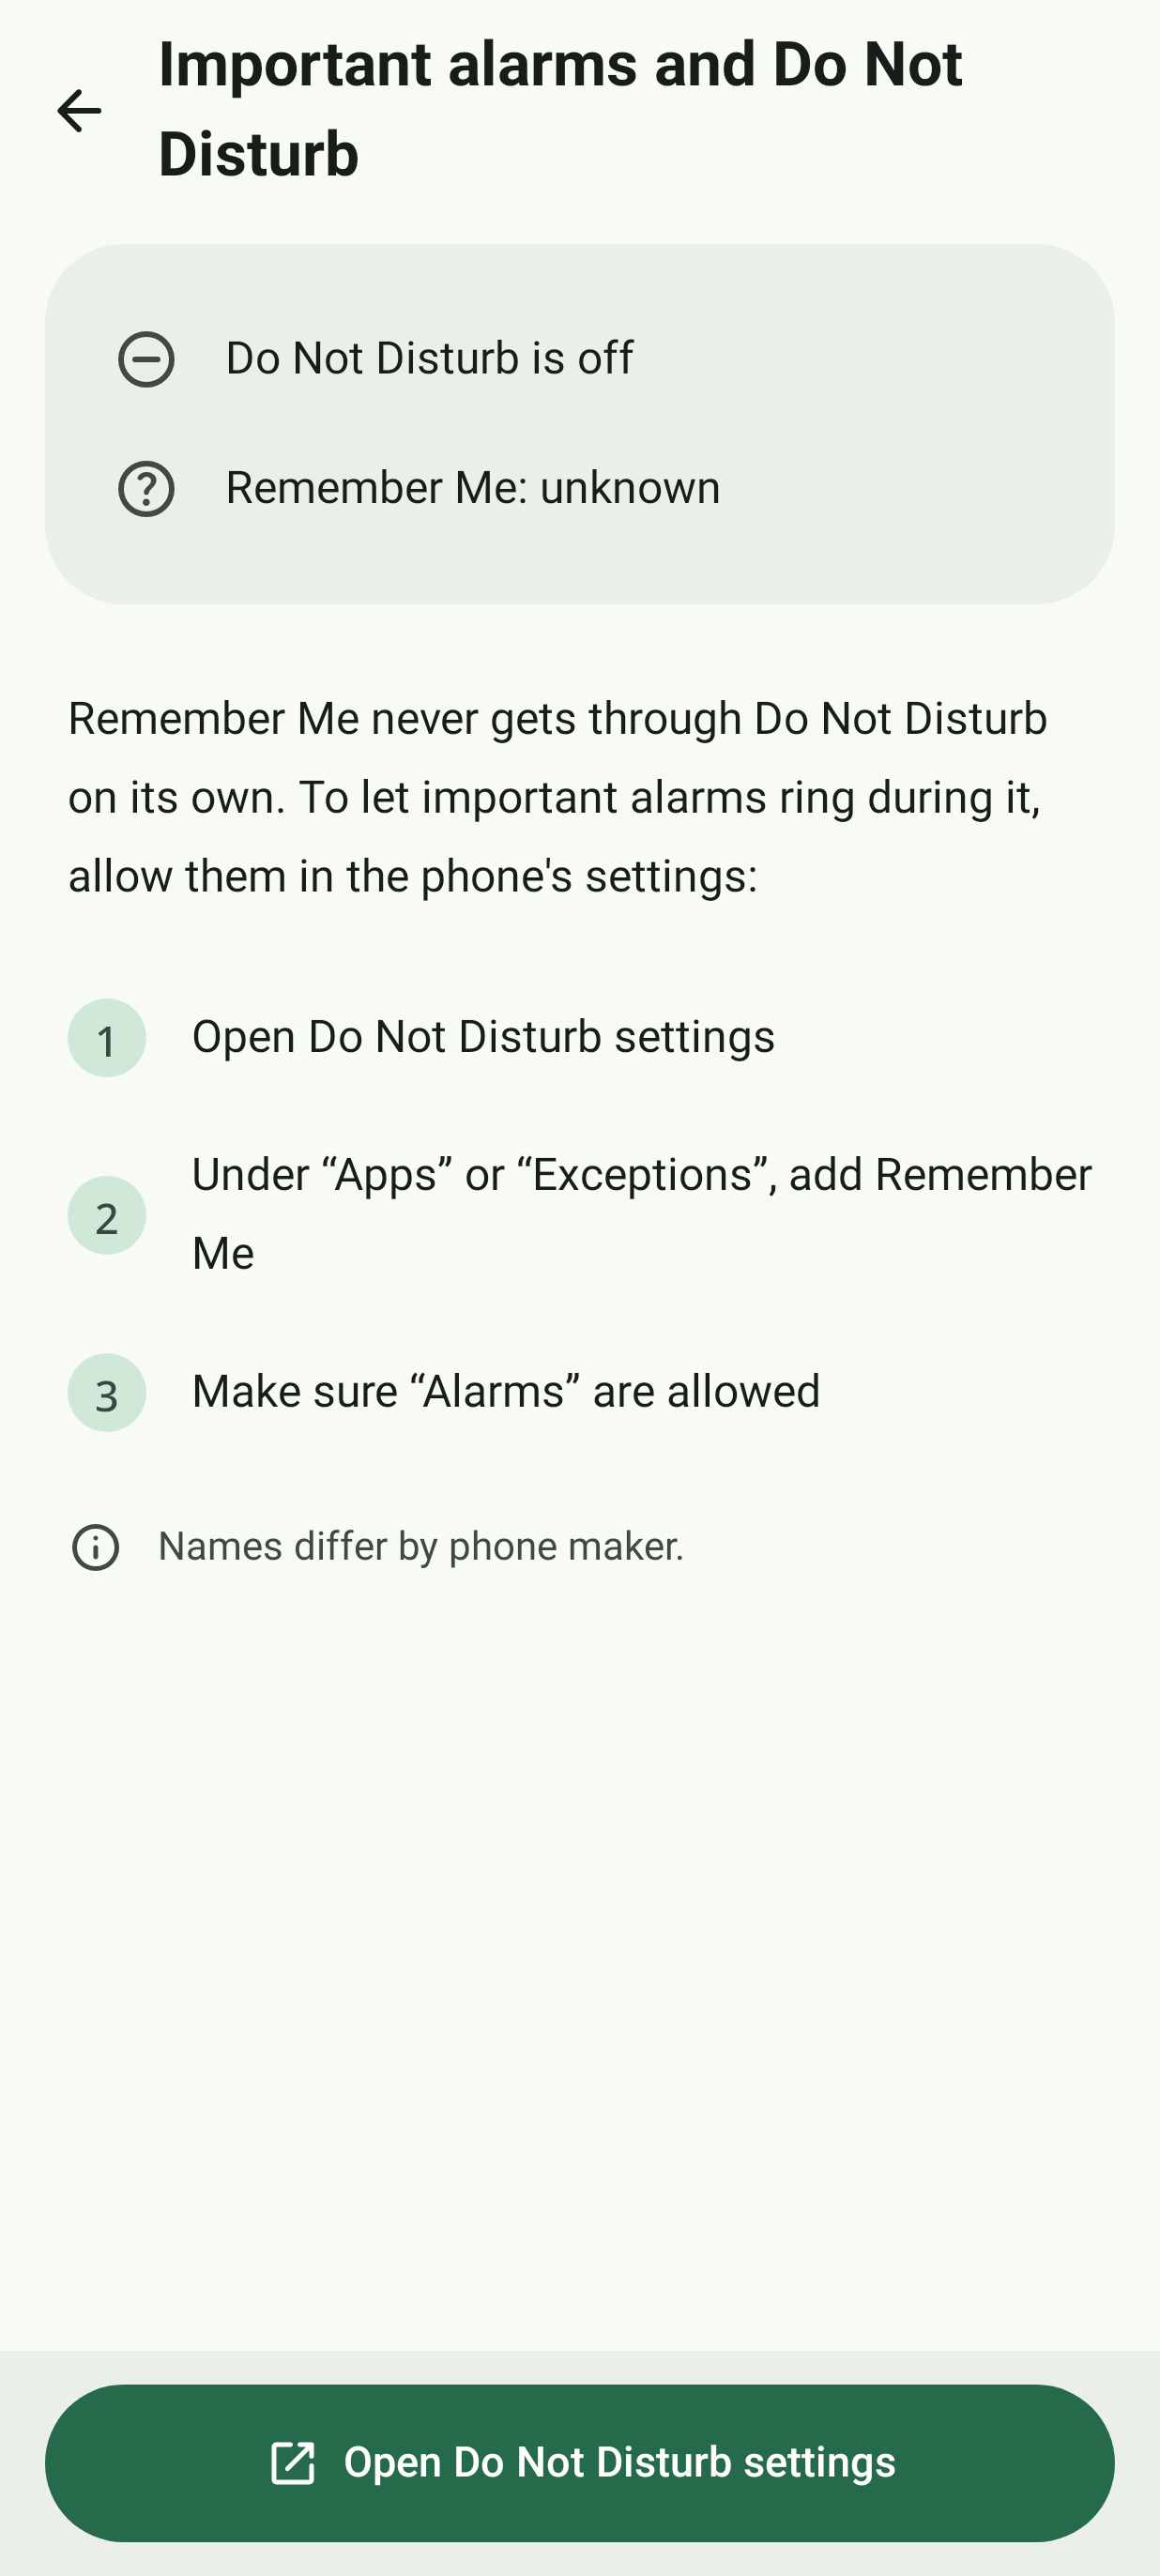 Important alarms and Do Not
Disturb
Do Not Disturb is off
Remember Me: unknown
Remember Me never gets through Do Not Disturb
on its own. To let important alarms ring during it,
allow them in the phone's settings:
1 Open Do Not Disturb settings
2 Under “Apps” or “Exceptions”, add Remember
Me
3 Make sure “Alarms” are allowed
Names differ by phone maker.
Open Do Not Disturb settings